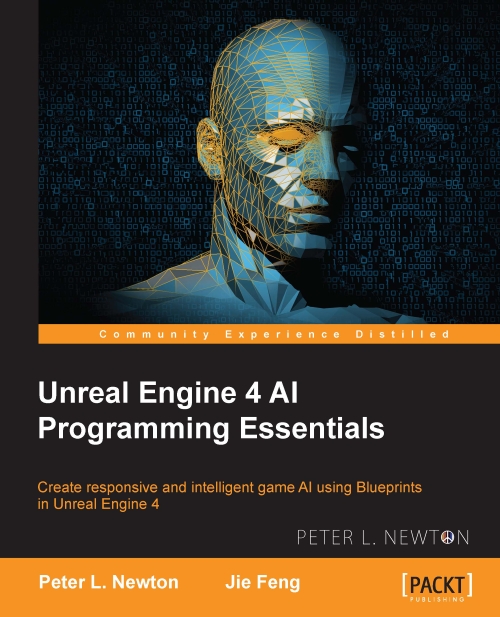 Community Experience Distilled
Unreal Engine 4 AI
Programming Essentials
Create responsive and intelligent game AI using Blueprints
in Unreal Engine 4
PETER L. NEWTON
Peter L. Newton Jie Feng
[PACKT]
PUBLISHING